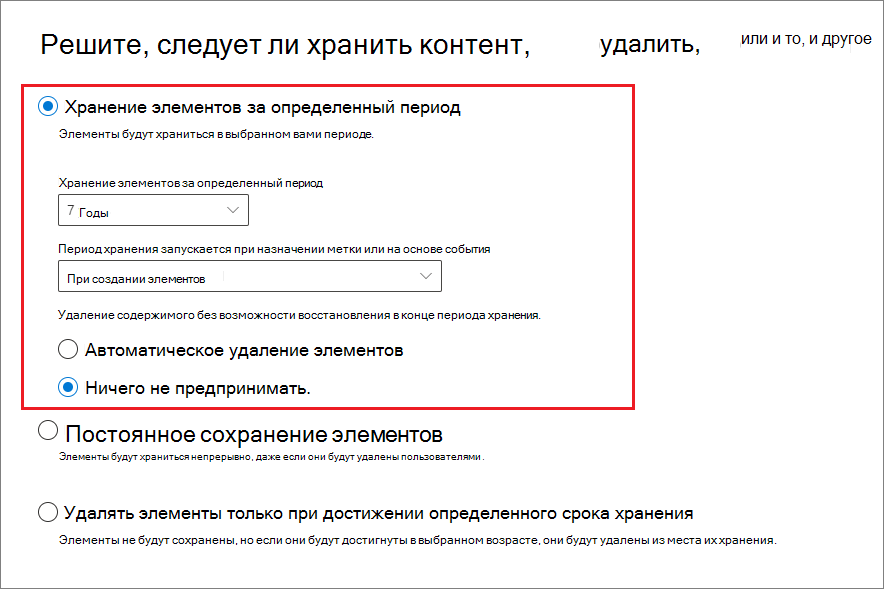 Решите, следует ли хранить контент, удалить, или и то, и другое
Хранение элементов за определенный период
Элементы будут храниться в выбранном вами периоде.
Хранение элементов за определенный период
7 Годы
Период хранения запускается при назначении метки или на основе события
При создании элементов
Удаление содержимого без возможности восстановления в конце периода хранения.
Автоматическое удаление элементов
Ничего не предпринимать.
Постоянное сохранение элементов
Элементы будут храниться непрерывно, даже если они будут удалены пользователями.
Удалять элементы только при достижении определенного срока хранения
Элементы не будут сохранены, но если они будут достигнуты в выбранном возрасте, они будут удалены из места их хранения.